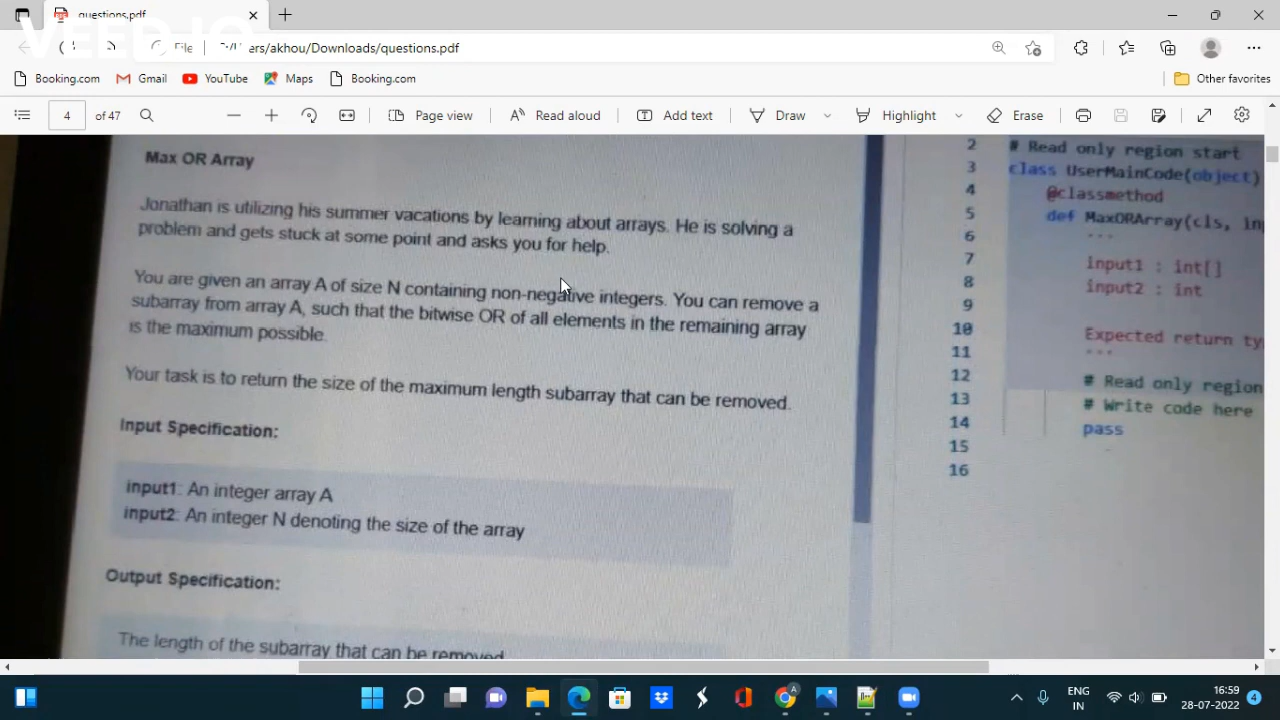 questions.pdf
VEED.IO
File
/Users/akhou/Downloads/questions.pdf
Booking.com
Gmail
YouTube
Maps
Booking.com
Other favorites
4 of 47
Page view
Read aloud
Add text
Draw
Highlight
Erase
Max OR Array
Jonathan is utilizing his summer vacations by learning about arrays. He is solving a
problem and gets stuck at some point and asks you for help.
You are given an array A of size N containing non-negative integers. You can remove a
subarray from array A, such that the bitwise OR of all elements in the remaining array
is the maximum possible.
Your task is to return the size of the maximum length subarray that can be removed.
Input Specification:
input1: An integer array A
input2: An integer N denoting the size of the array
Output Specification:
The length of the subarray that can be removed
2 # Read only region start
3 class UserMainCode(object)
4 @classmethod
5 def MaxORArray(cls, in
6 '''
7 input1 : int[]
8 input2 : int
9
10 Expected return ty
11 '''
12 # Read only region
13 # Write code here
14 pass
15
16
ENG
IN
16:59
28-07-2022
4